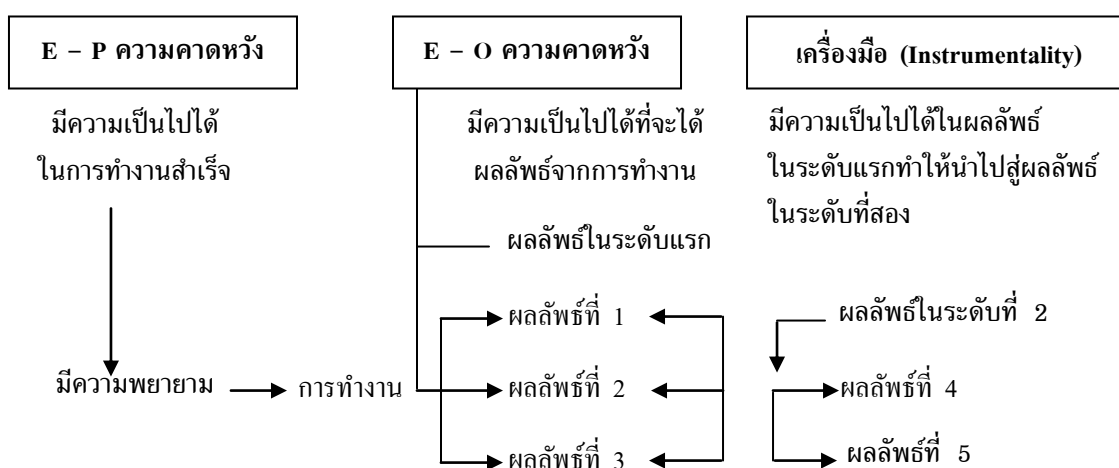 E – P ความคาดหวัง
E – O ความคาดหวัง
เครื่องมือ (Instrumentality)
มีความเป็นไปได้
ในการทำงานสำเร็จ
มีความเป็นไปได้ที่จะได้
ผลลัพธ์จากการทำงาน
มีความเป็นไปได้ในผลลัพธ์
ในระดับแรกทำให้นำไปสู่ผลลัพธ์
ในระดับที่สอง
ผลลัพธ์ในระดับแรก
ผลลัพธ์ที่ 1
ผลลัพธ์ในระดับที่ 2
มีความพยายาม
การทำงาน
ผลลัพธ์ที่ 2
ผลลัพธ์ที่ 4
ผลลัพธ์ที่ 3
ผลลัพธ์ที่ 5